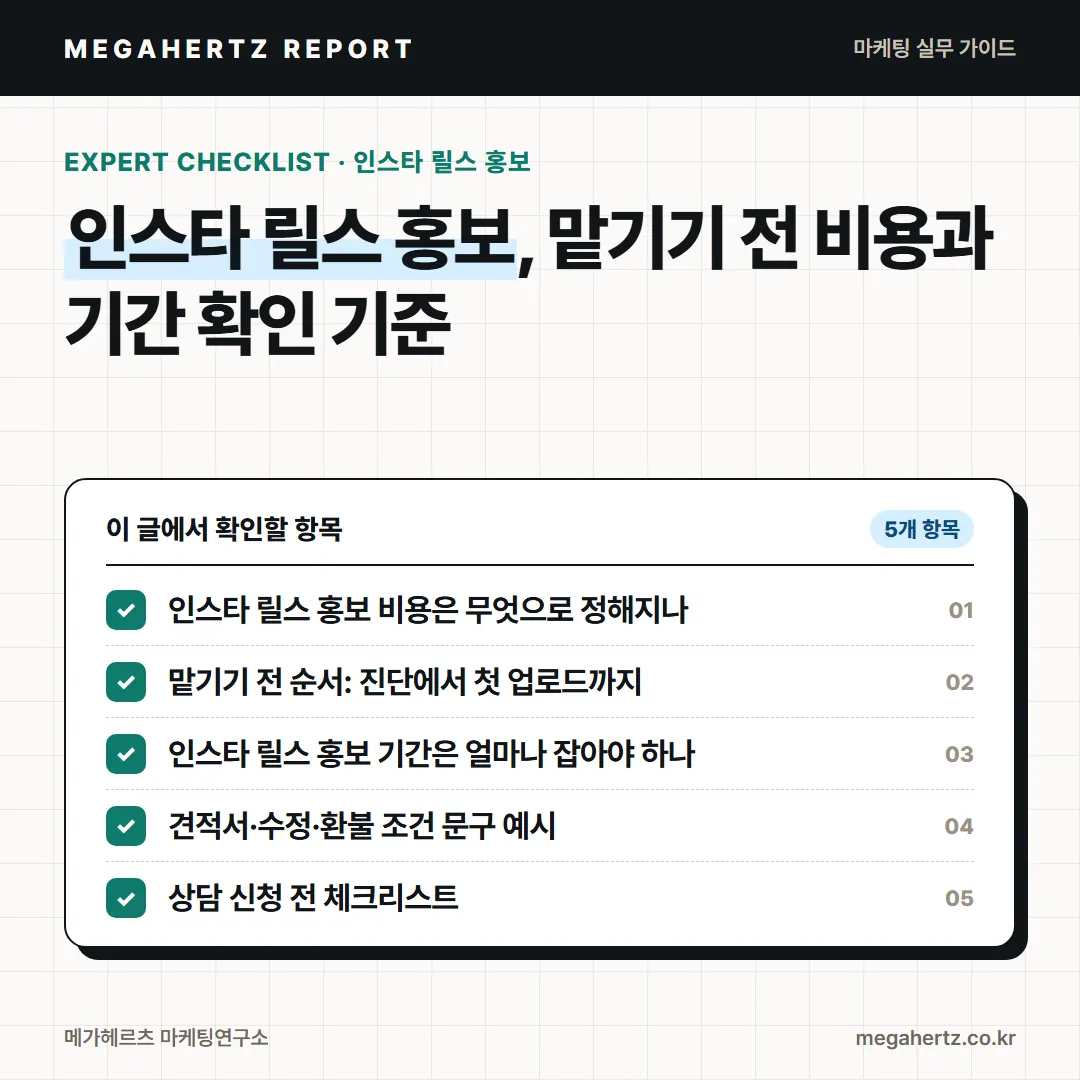 MEGAHERTZ REPORT
마케팅 실무 가이드
EXPERT CHECKLIST · 인스타 릴스 홍보
인스타 릴스 홍보, 맡기기 전 비용과
기간 확인 기준
이 글에서 확인할 항목
5개 항목
인스타 릴스 홍보 비용은 무엇으로 정해지나
01
맡기기 전 순서: 진단에서 첫 업로드까지
02
인스타 릴스 홍보 기간은 얼마나 잡아야 하나
03
견적서·수정·환불 조건 문구 예시
04
상담 신청 전 체크리스트
05
메가헤르츠 마케팅연구소
megahertz.co.kr